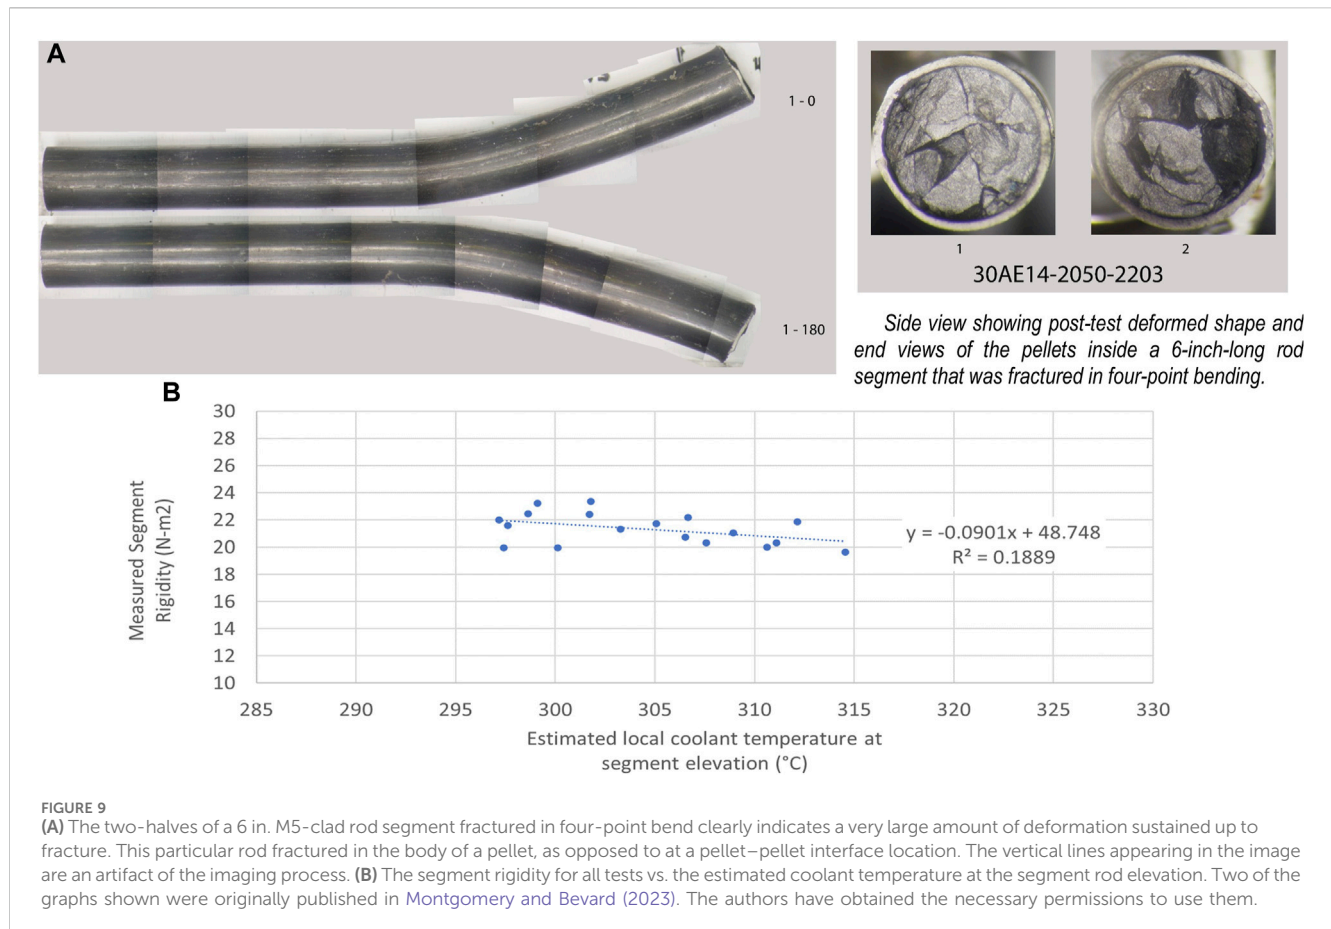 A
1 - 0
1 - 180
1
2
30AE14-2050-2203
Side view showing post-test deformed shape and
end views of the pellets inside a 6-inch-long rod
segment that was fractured in four-point bending.
B
Measured Segment
Rigidity (N-m2)
30
28
26
24
22
20
18
16
14
12
10
y = -0.0901x + 48.748
R² = 0.1889
285
290
295
300
305
310
315
320
325
330
Estimated local coolant temperature at
segment elevation (°C)
FIGURE 9
(A) The two-halves of a 6 in. M5-clad rod segment fractured in four-point bend clearly indicates a very large amount of deformation sustained up to
fracture. This particular rod fractured in the body of a pellet, as opposed to at a pellet–pellet interface location. The vertical lines appearing in the image
are an artifact of the imaging process. (B) The segment rigidity for all tests vs. the estimated coolant temperature at the segment rod elevation. Two of the
graphs shown were originally published in Montgomery and Bevard (2023). The authors have obtained the necessary permissions to use them.